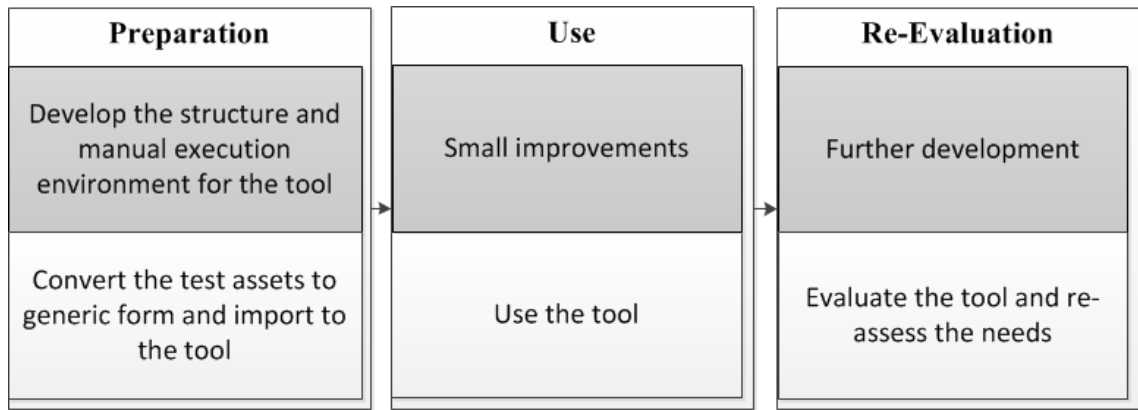 Preparation
Develop the structure and
manual execution
environment for the tool
Convert the test assets to
generic form and import to
the tool
Use
Small improvements
Use the tool
Re-Evaluation
Further development
Evaluate the tool and re-
assess the needs